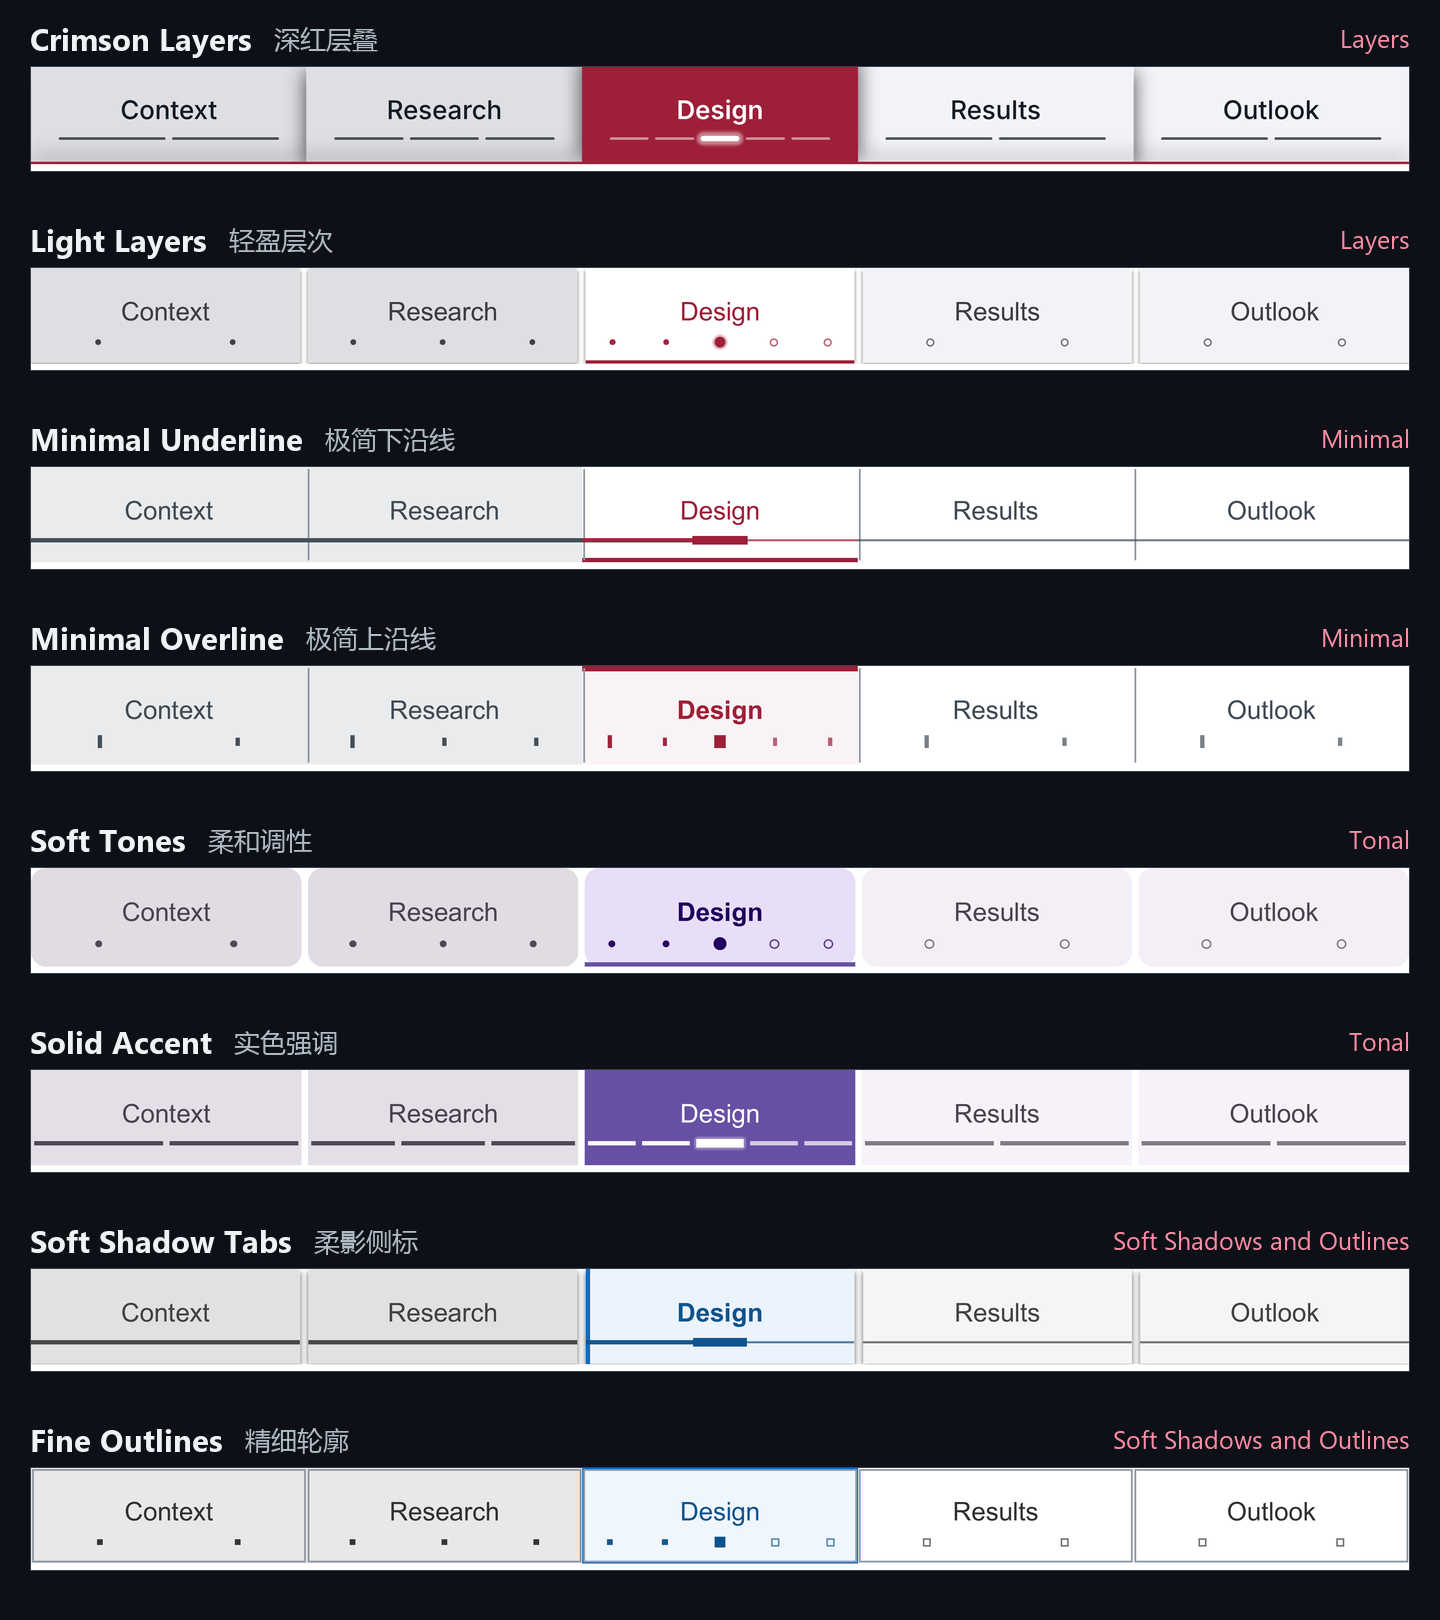 Crimson Layers 深红层叠 Layers
Context Research Design Results Outlook
Light Layers 轻盈层次 Layers
Context Research Design Results Outlook
Minimal Underline 极简下沿线 Minimal
Context Research Design Results Outlook
Minimal Overline 极简上沿线 Minimal
Context Research Design Results Outlook
Soft Tones 柔和调性 Tonal
Context Research Design Results Outlook
Solid Accent 实色强调 Tonal
Context Research Design Results Outlook
Soft Shadow Tabs 柔影侧标 Soft Shadows and Outlines
Context Research Design Results Outlook
Fine Outlines 精细轮廓 Soft Shadows and Outlines
Context Research Design Results Outlook